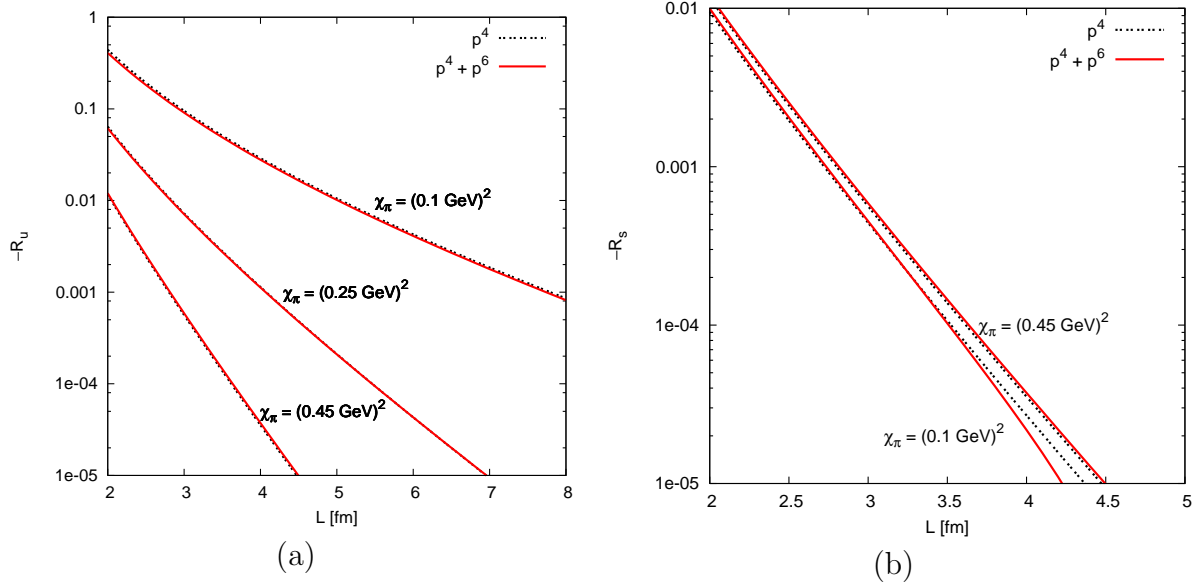 1
0.1
0.01
0.001
1e-04
1e-05
2
3
4
5
6
7
8
−R_u
L [fm]
p^4
p^4 + p^6
χ_π = (0.1 GeV)^2
χ_π = (0.25 GeV)^2
χ_π = (0.45 GeV)^2
(a)
0.01
0.001
1e-04
1e-05
2
2.5
3
3.5
4
4.5
5
−R_s
L [fm]
p^4
p^4 + p^6
χ_π = (0.45 GeV)^2
χ_π = (0.1 GeV)^2
(b)